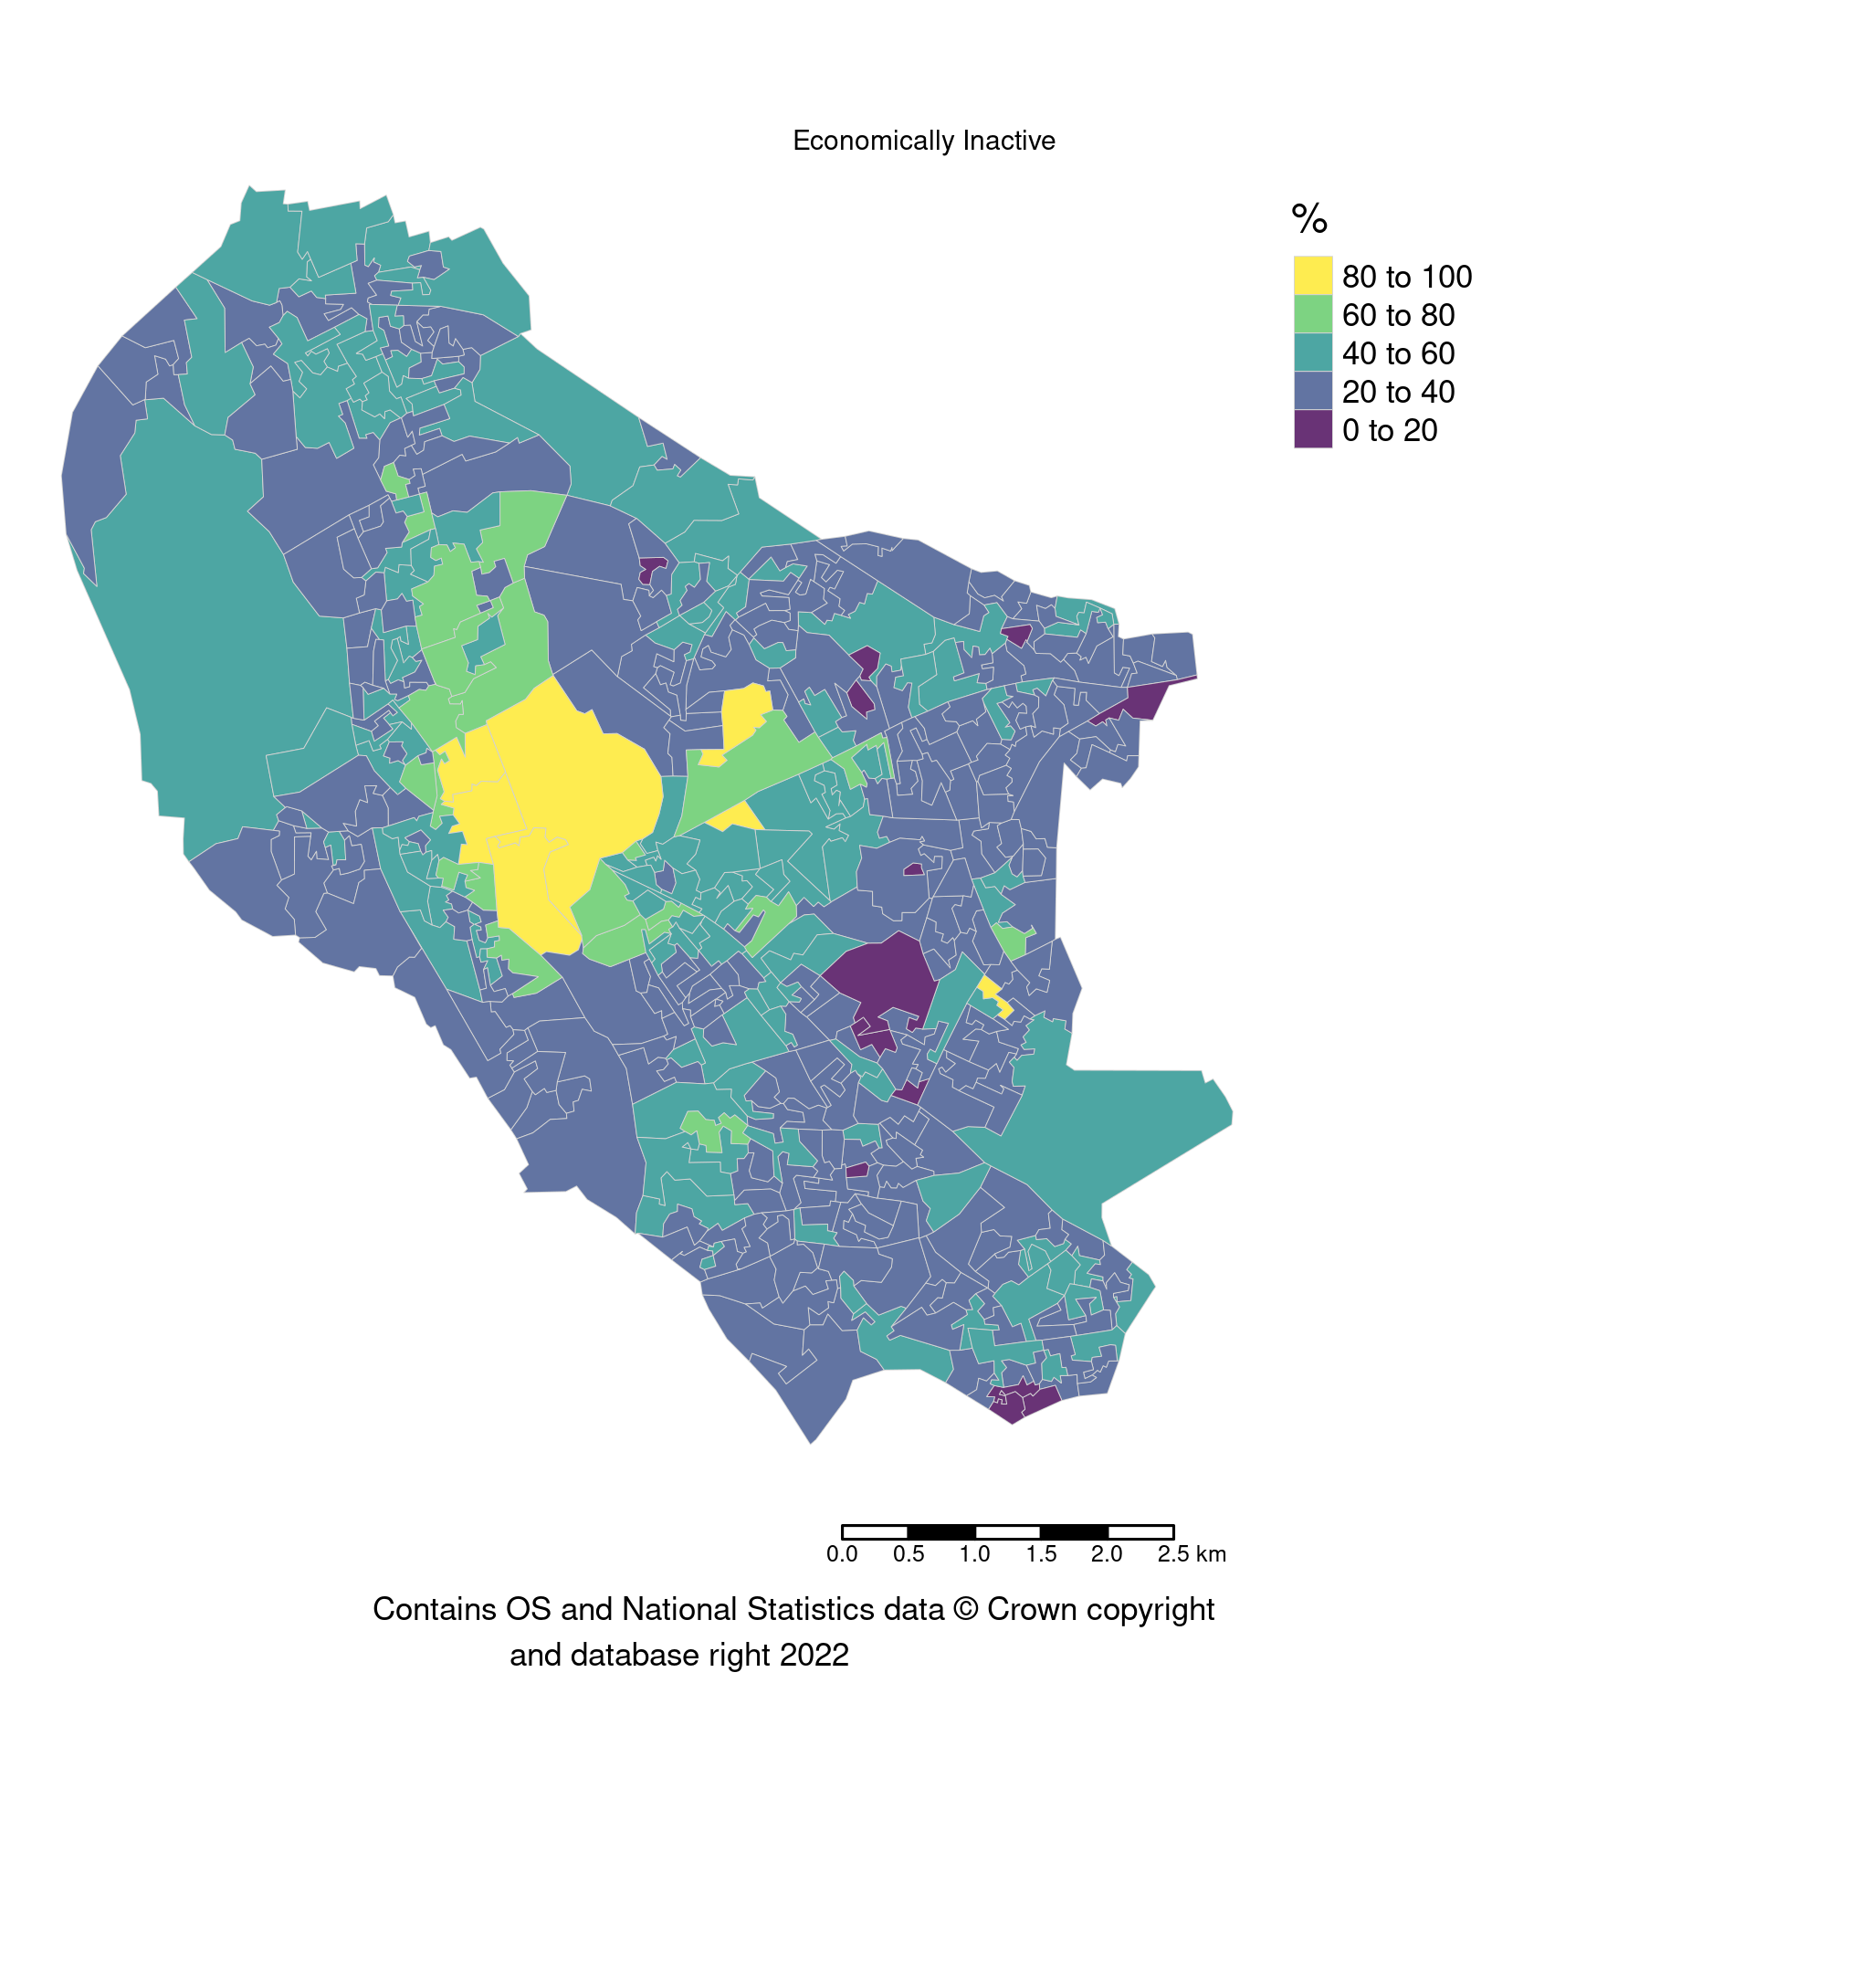 Economically Inactive
%
80 to 100
60 to 80
40 to 60
20 to 40
0 to 20
0.0 0.5 1.0 1.5 2.0 2.5 km
Contains OS and National Statistics data © Crown copyright
and database right 2022